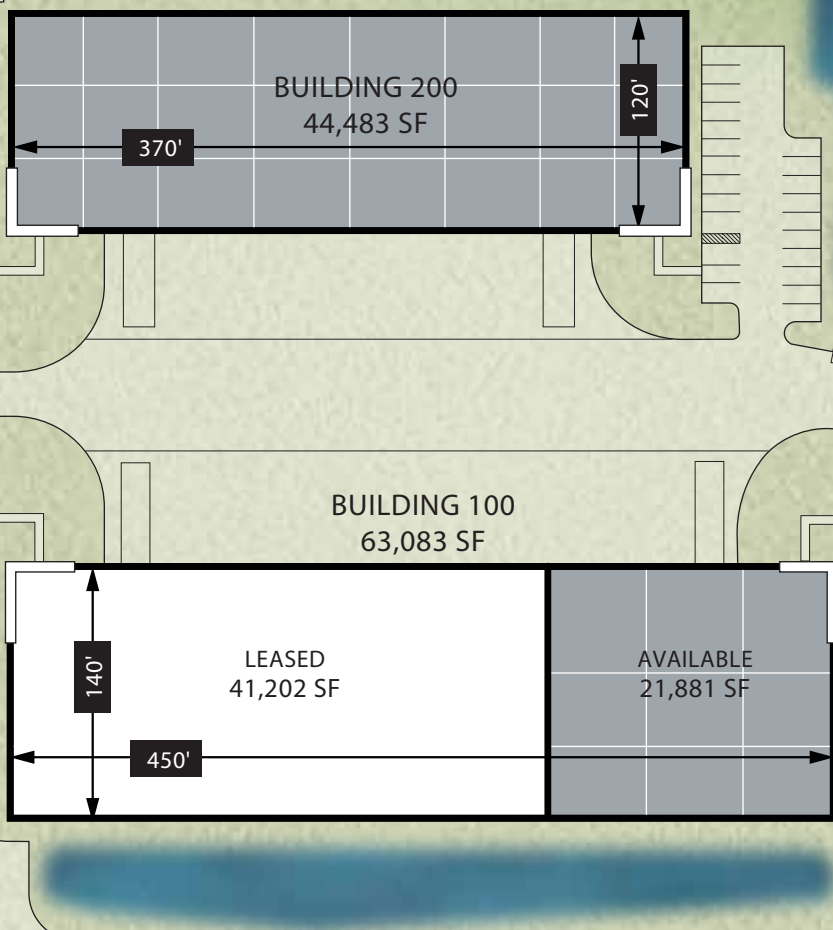 BUILDING 200
44,483 SF
120'
370'
BUILDING 100
63,083 SF
LEASED
41,202 SF
AVAILABLE
21,881 SF
140'
450'